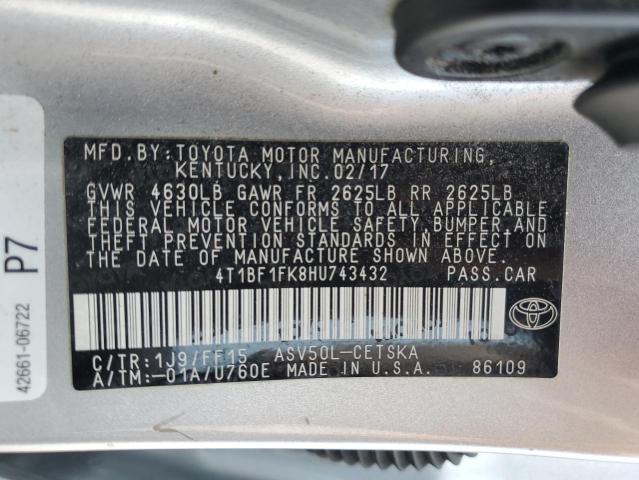 MFD.BY:TOYOTA MOTOR MANUFACTURING,
KENTUCKY,INC.02/17
GVWR 4630LB GAWR FR 2625LB RR 2625LB
THIS VEHICLE CONFORMS TO ALL APPLICABLE
FEDERAL MOTOR VEHICLE SAFETY,BUMPER,AND
THEFT PREVENTION STANDARDS IN EFFECT ON
THE DATE OF MANUFACTURE SHOWN ABOVE.
4T1BF1FK8HU743432 PASS.CAR
C/TR:1J9/FF15 ASV50L-CETSKA
A/TM:-01A/U760E MADE IN U.S.A. 86109
P7
42661-06722